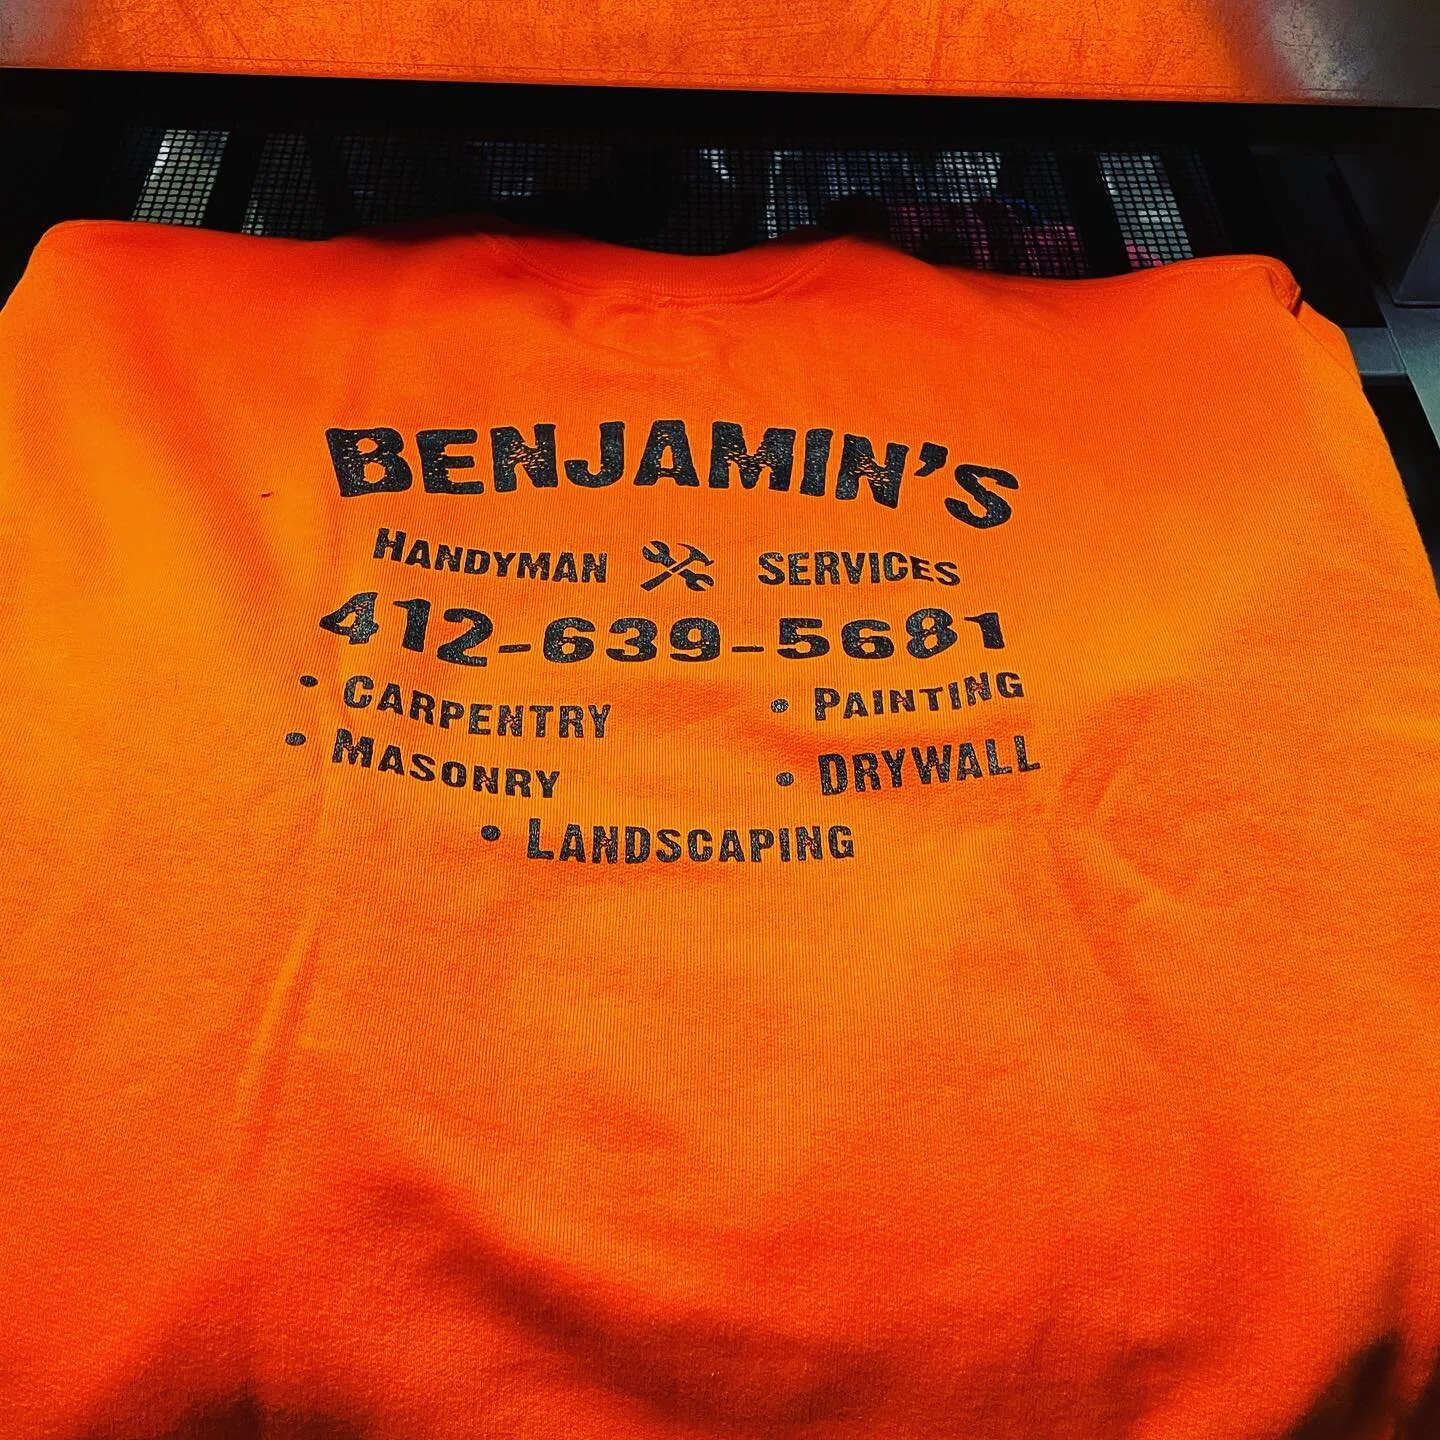 BENJAMIN'S
HANDYMAN SERVICES
412-639-5681
• CARPENTRY • PAINTING
• MASONRY • DRYWALL
• LANDSCAPING